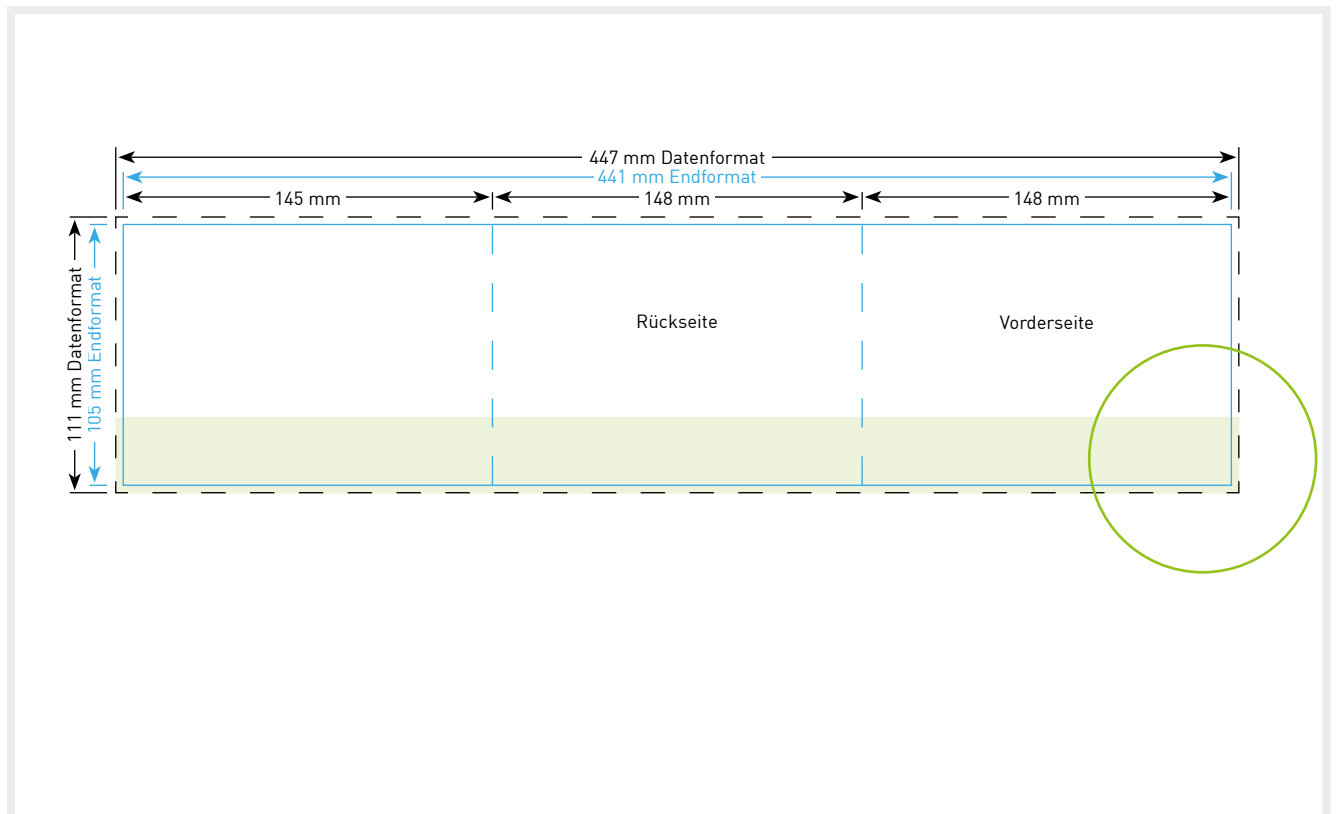 447 mm Datenformat
441 mm Endformat
145 mm
148 mm
148 mm
111 mm Datenformat
105 mm Endformat
Rückseite
Vorderseite